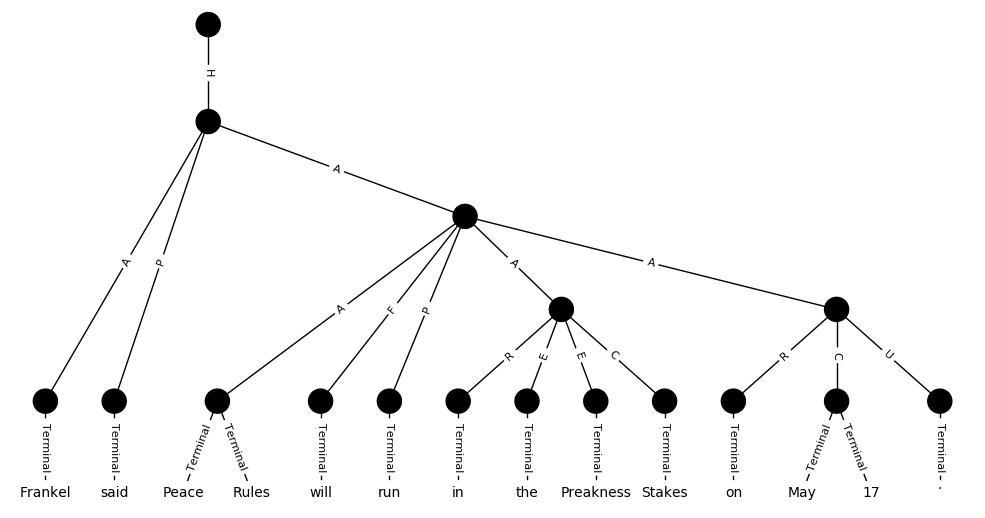 H
A
A P A F P A A
R E E C R C U
Terminal Terminal Terminal Terminal Terminal Terminal Terminal Terminal Terminal Terminal Terminal Terminal Terminal Terminal
Frankel said Peace Rules will run in the Preakness Stakes on May 17 .